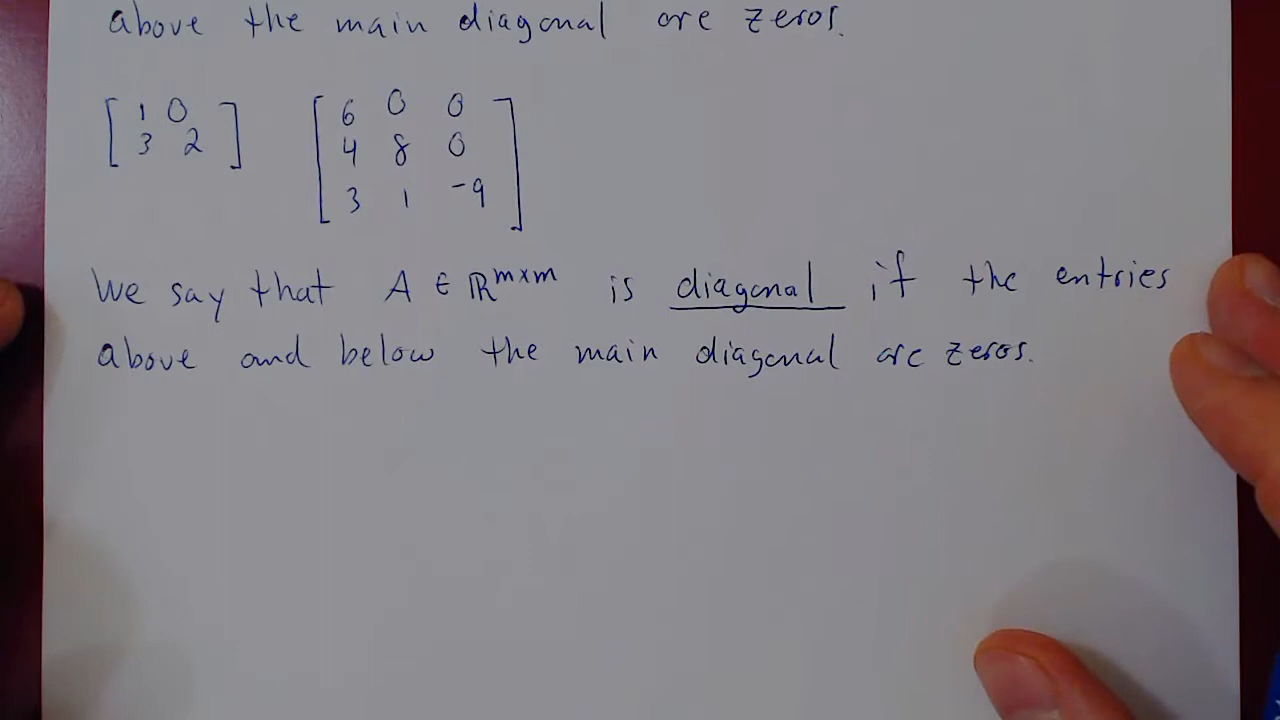 above the main diagonal are zeros.
[ 1 0 ] [ 6 0 0 ]
[ 3 2 ] [ 4 8 0 ]
[ 3 1 -9 ]
We say that A ∈ ℝ^{m×m} is diagonal if the entries
above and below the main diagonal are zeros.